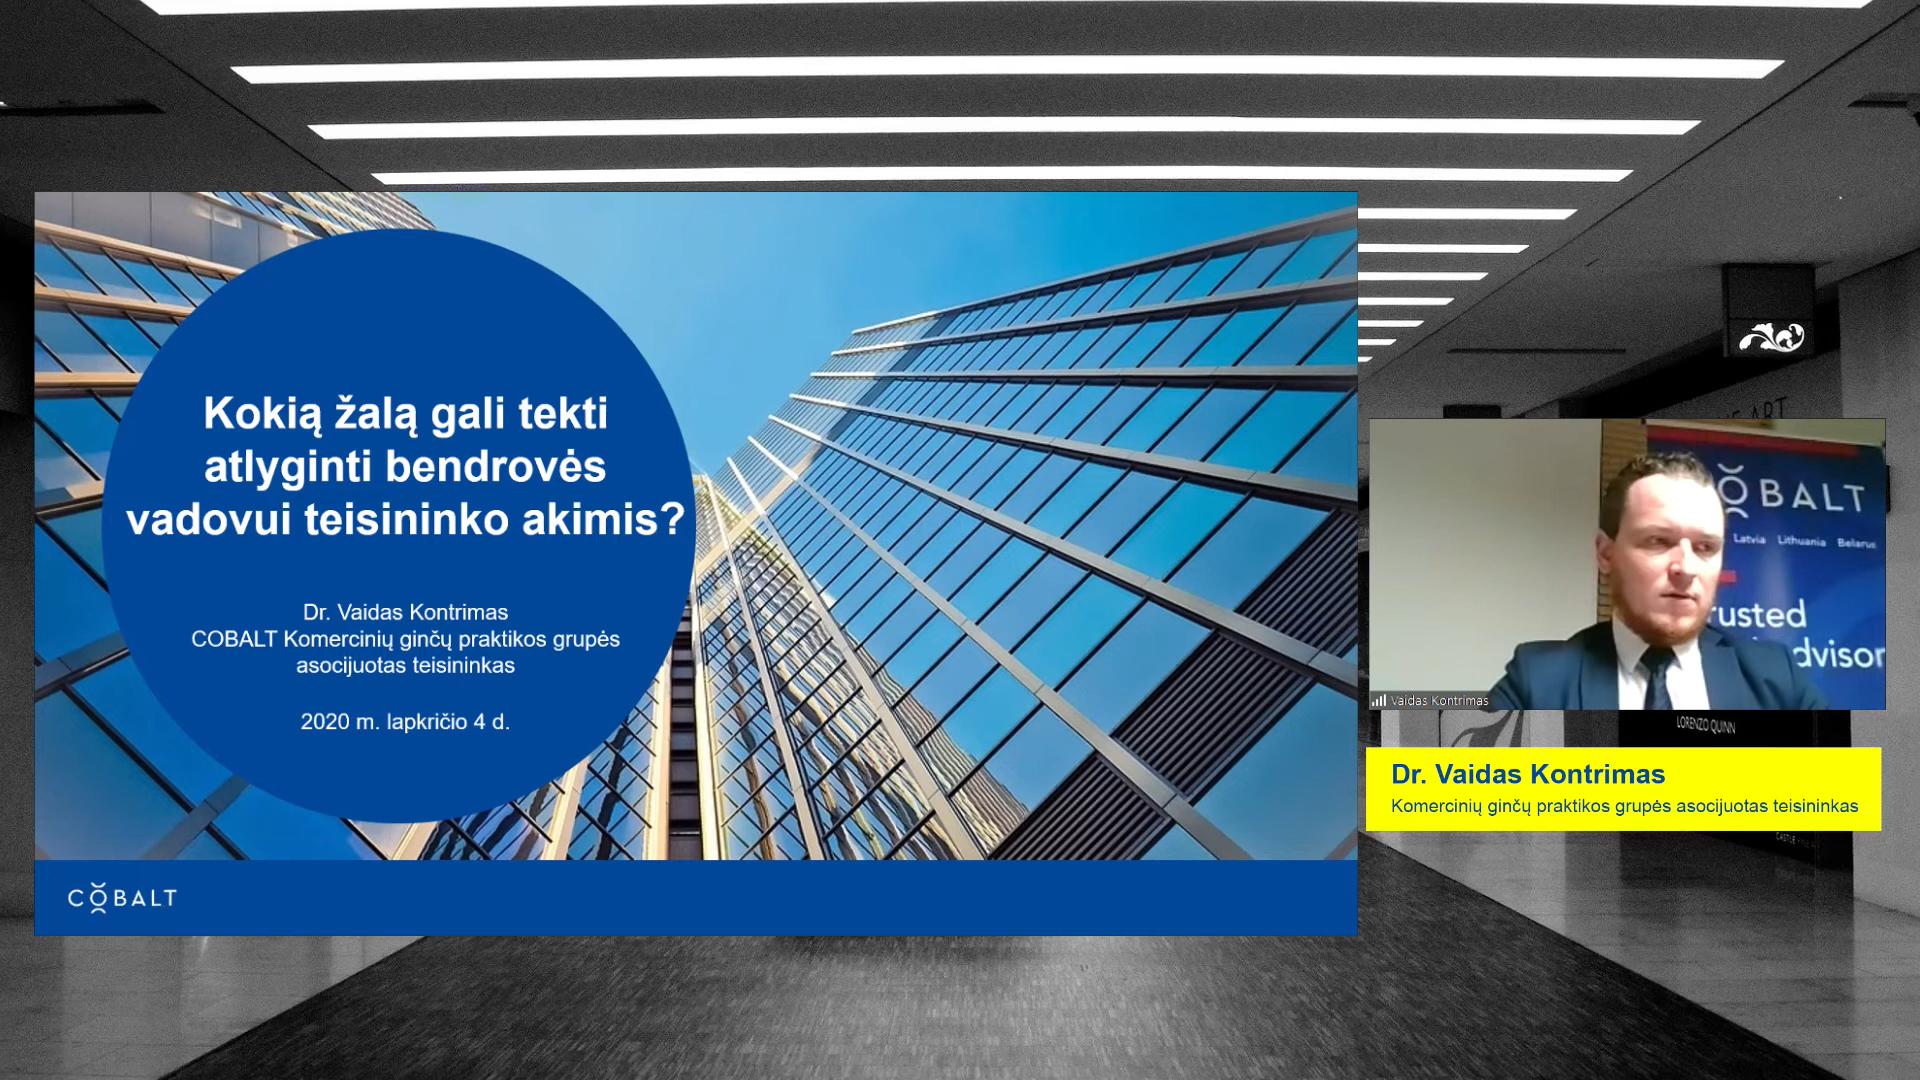 Kokią žalą gali tekti
atlyginti bendrovės
vadovui teisininko akimis?
Dr. Vaidas Kontrimas
COBALT Komercinių ginčų praktikos grupės
asocijuotas teisininkas
2020 m. lapkričio 4 d.
COBALT
OBALT
Latvia Lithuania Belarus
rusted
dvisor
Vaidas Kontrimas
LORENZO QUINN
Dr. Vaidas Kontrimas
Komercinių ginčų praktikos grupės asocijuotas teisininkas